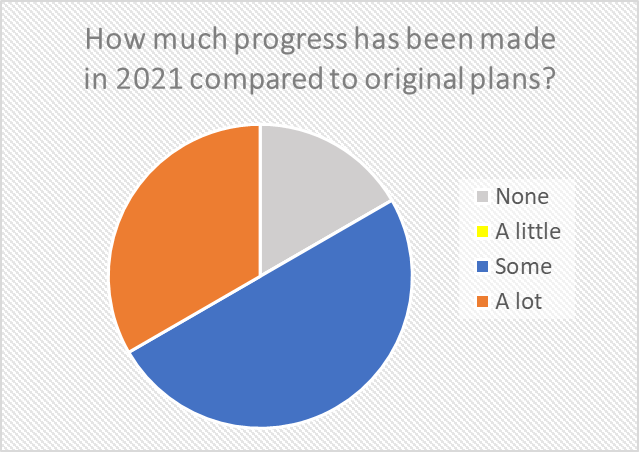 How much progress has been made
in 2021 compared to original plans?
None
A little
Some
A lot